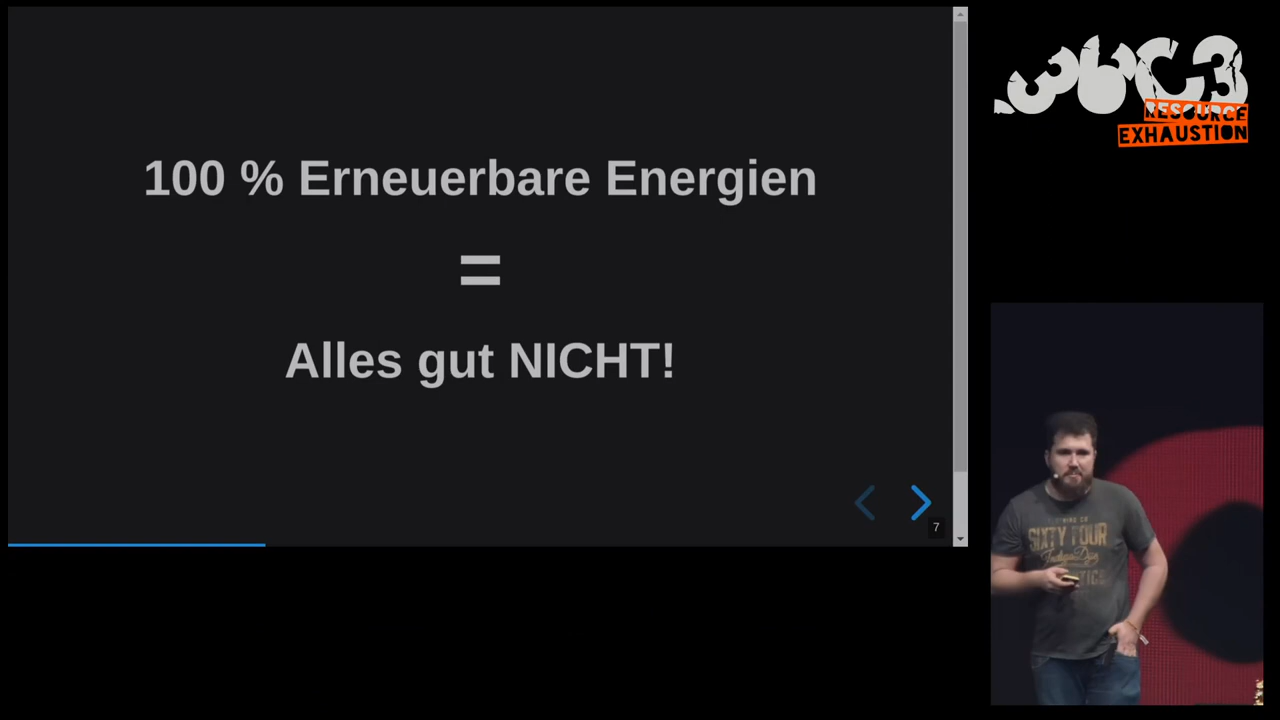 100 % Erneuerbare Energien
=
Alles gut NICHT!
7
36C3
RESOURCE
EXHAUSTION
SIXTY FOUR